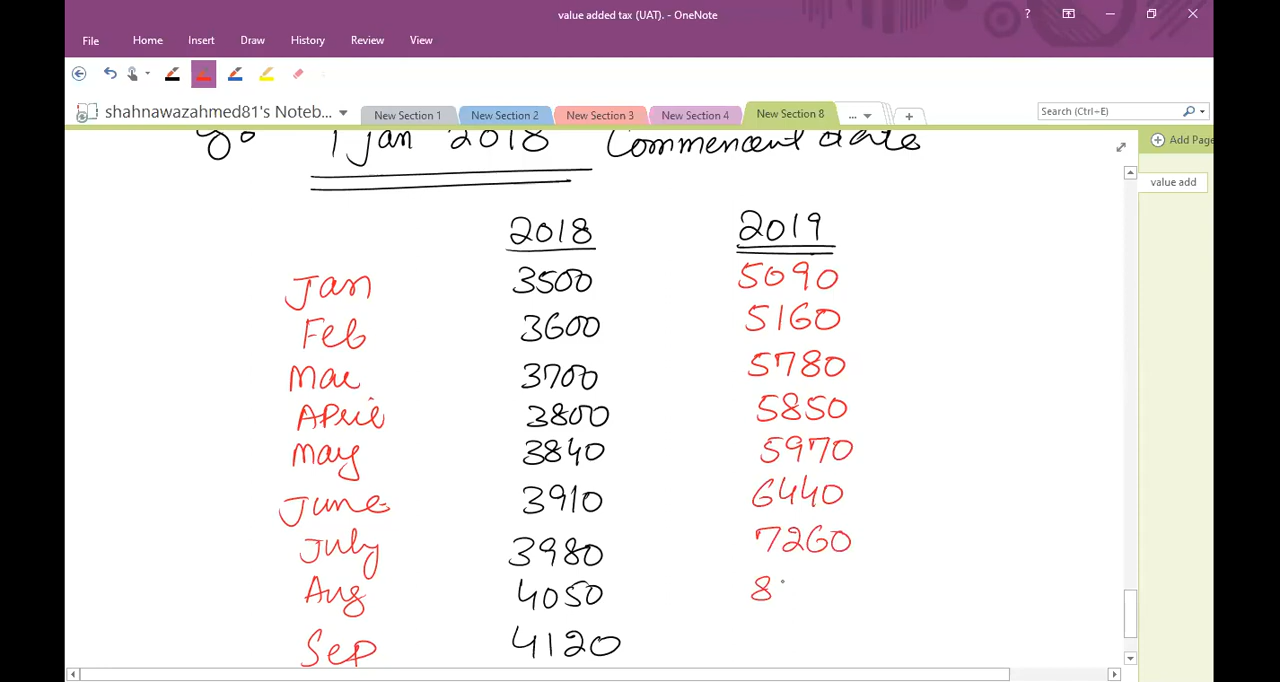 value added tax (UAT). - OneNote
?
File Home Insert Draw History Review View
shahnawazahmed81's Noteb... New Section 1 New Section 2 New Section 3 New Section 4 New Section 8 ... + Search (Ctrl+E)
1 Jan 2018 Commencent date
Add Page
value add
2018 2019
Jan 3500 5090
Feb 3600 5160
Mar 3700 5780
April 3800 5850
May 3840 5970
June 3910 6440
July 3980 7260
Aug 4050 8
Sep 4120